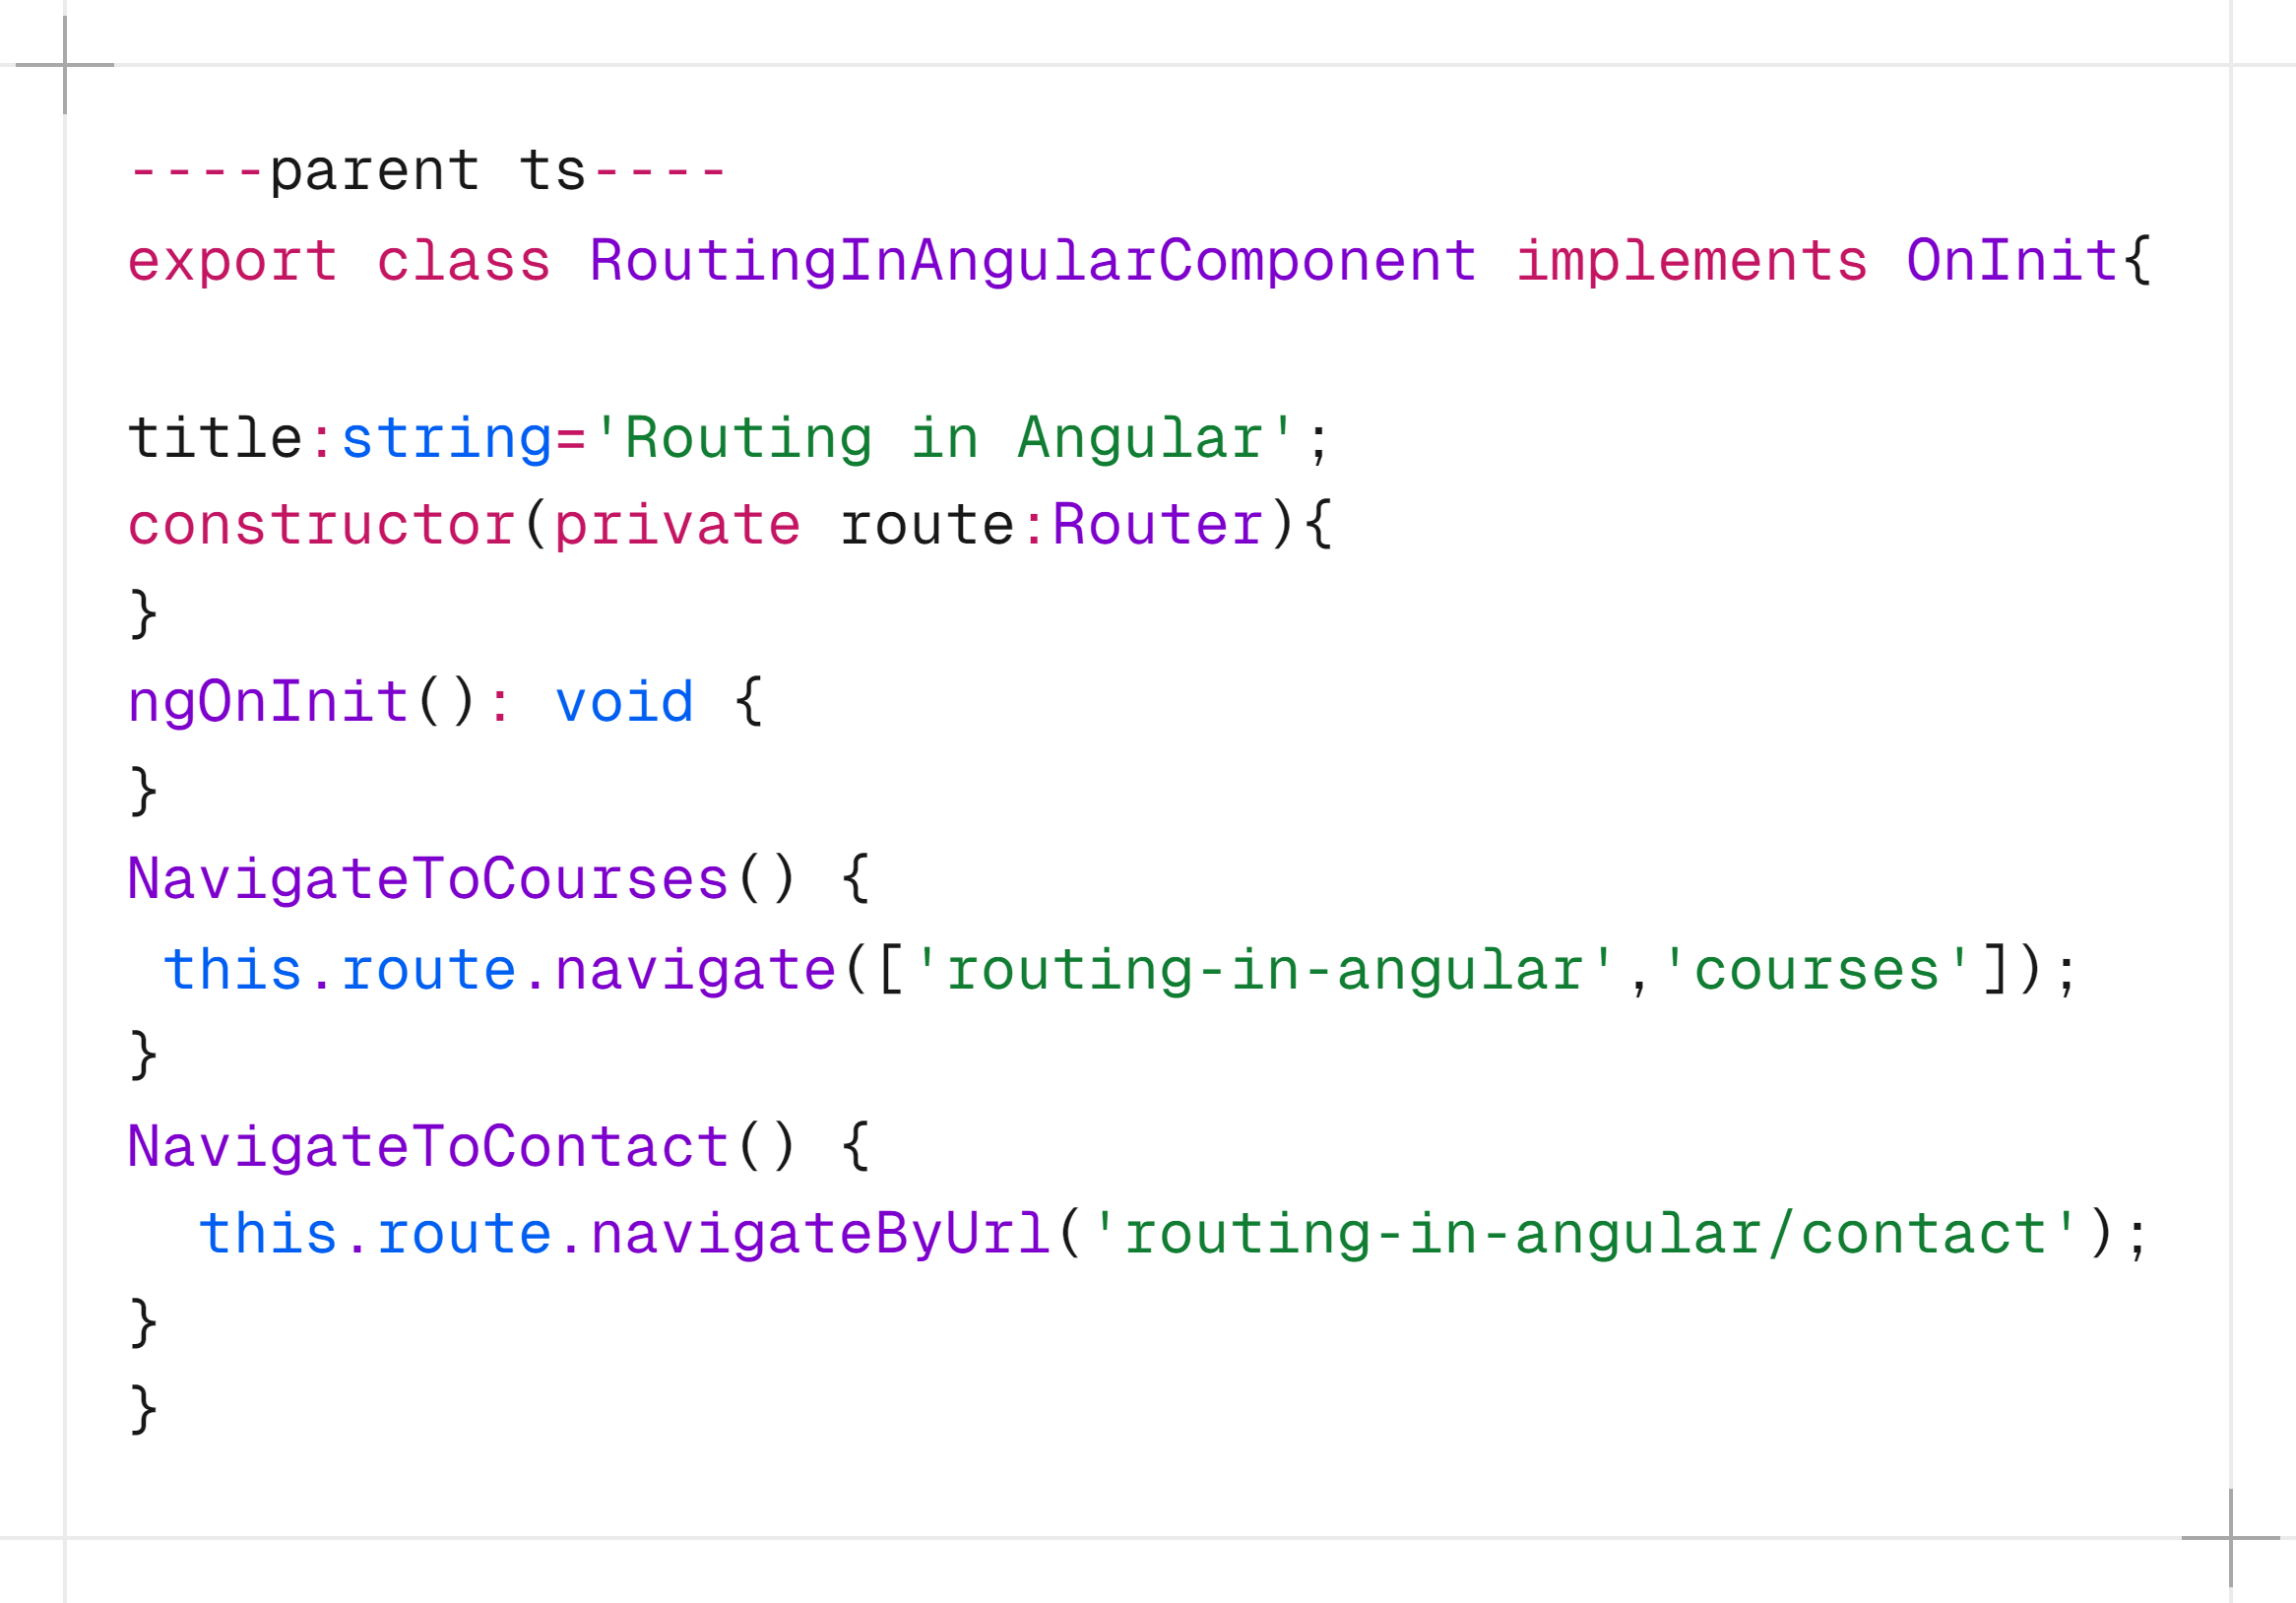 ----parent ts----
export class RoutingInAngularComponent implements OnInit{
title:string='Routing in Angular';
constructor(private route:Router){
}
ngOnInit(): void {
}
NavigateToCourses() {
 this.route.navigate(['routing-in-angular','courses']);
}
NavigateToContact() {
  this.route.navigateByUrl('routing-in-angular/contact');
}
}